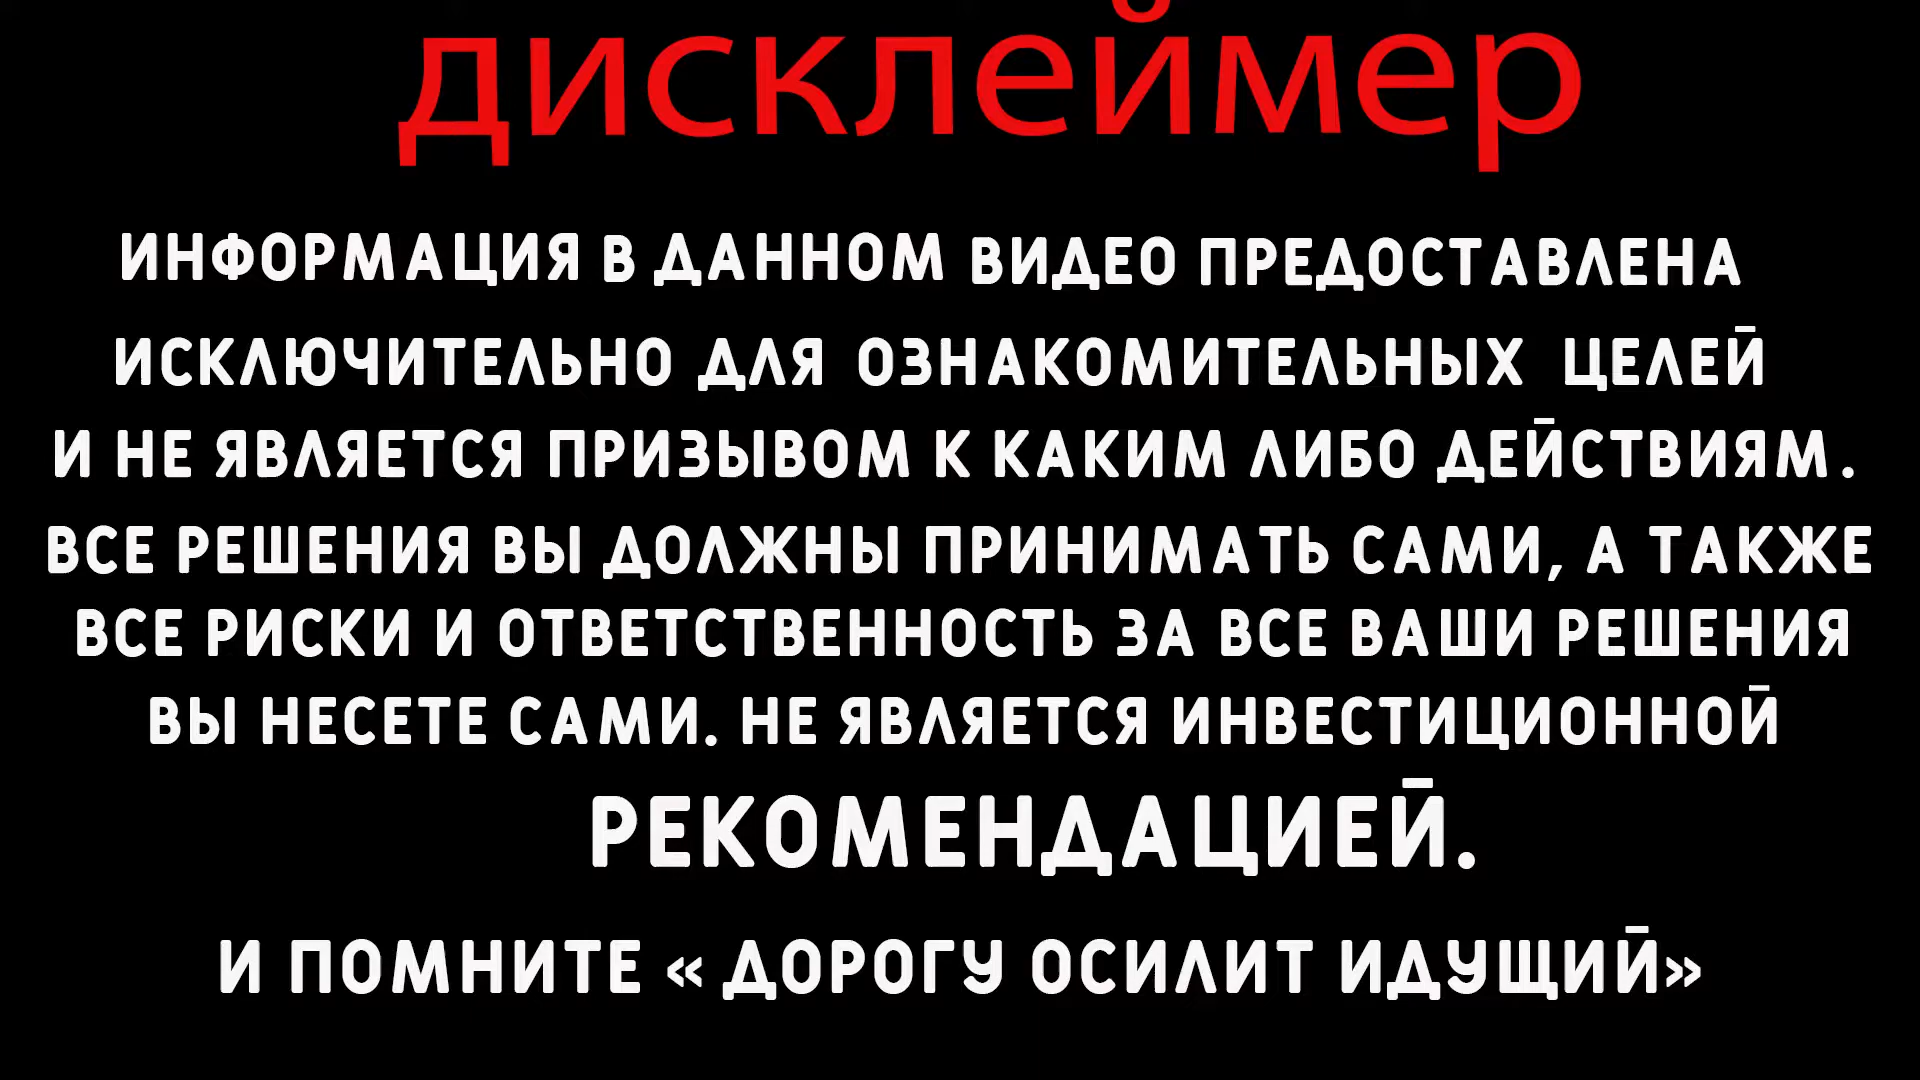 дисклеймер
ИНФОРМАЦИЯ В ДАННОМ ВИДЕО ПРЕДОСТАВЛЕНА
ИСКЛЮЧИТЕЛЬНО ДЛЯ ОЗНАКОМИТЕЛЬНЫХ ЦЕЛЕЙ
И НЕ ЯВЛЯЕТСЯ ПРИЗЫВОМ К КАКИМ ЛИБО ДЕЙСТВИЯМ.
ВСЕ РЕШЕНИЯ ВЫ ДОЛЖНЫ ПРИНИМАТЬ САМИ, А ТАКЖЕ
ВСЕ РИСКИ И ОТВЕТСТВЕННОСТЬ ЗА ВСЕ ВАШИ РЕШЕНИЯ
ВЫ НЕСЕТЕ САМИ. НЕ ЯВЛЯЕТСЯ ИНВЕСТИЦИОННОЙ
РЕКОМЕНДАЦИЕЙ.
И ПОМНИТЕ « ДОРОГУ ОСИЛИТ ИДУЩИЙ»